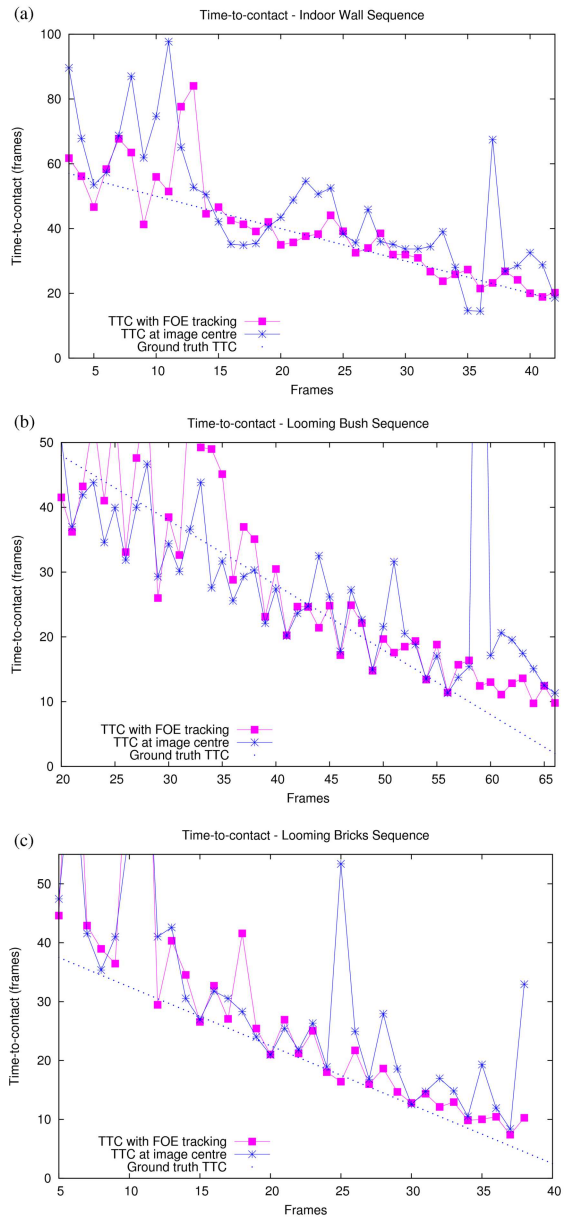 (a)
Time-to-contact - Indoor Wall Sequence
100
80
60
40
20
0
Time-to-contact (frames)
TTC with FOE tracking
TTC at image centre
Ground truth TTC
5 10 15 20 25 30 35 40
Frames
(b)
Time-to-contact - Looming Bush Sequence
50
40
30
20
10
0
Time-to-contact (frames)
TTC with FOE tracking
TTC at image centre
Ground truth TTC
20 25 30 35 40 45 50 55 60 65
Frames
(c)
Time-to-contact - Looming Bricks Sequence
50
40
30
20
10
0
Time-to-contact (frames)
TTC with FOE tracking
TTC at image centre
Ground truth TTC
5 10 15 20 25 30 35 40
Frames